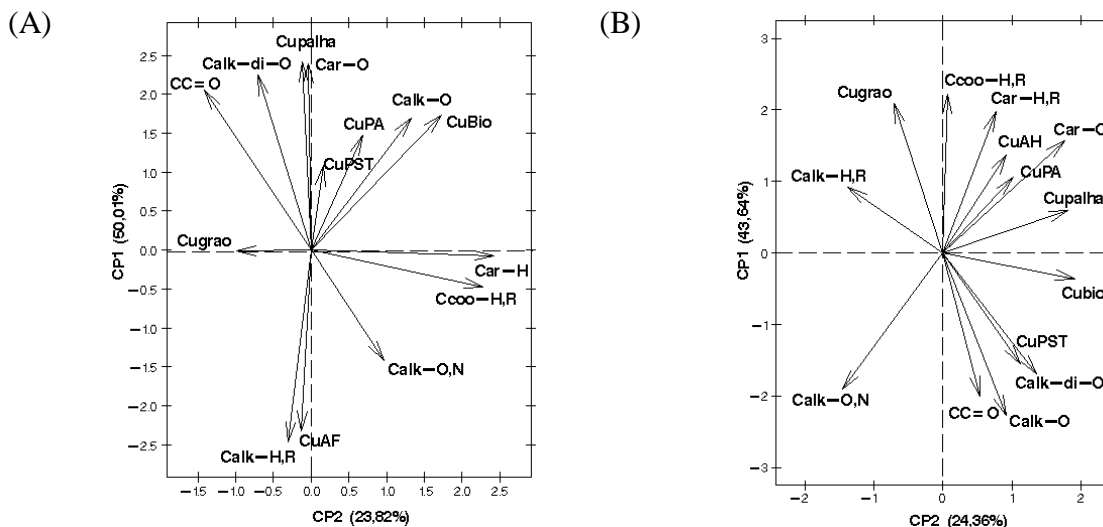 (A)
(B)
Cupalha
Calk-di-O
Car-O
CC=O
Calk-O
CuPA
CuBio
CuPST
Cugrao
Car-H
Ccoo-H,R
Calk-O,N
CuAF
Calk-H,R
2.5
2.0
1.5
1.0
0.5
0.0
-0.5
-1.0
-1.5
-2.0
-2.5
CP1 (50,01%)
-1.5 -1.0 -0.5 0.0 0.5 1.0 1.5 2.0 2.5
CP2 (23,82%)
Ccoo-H,R
Cugrao
Car-H,R
CuAH
Car-O
CuPA
Calk-H,R
Cupalha
Cubio
CuPST
Calk-di-O
Calk-O,N
CC=O
Calk-O
3
2
1
0
-1
-2
-3
CP1 (43,64%)
-2 -1 0 1 2
CP2 (24,36%)